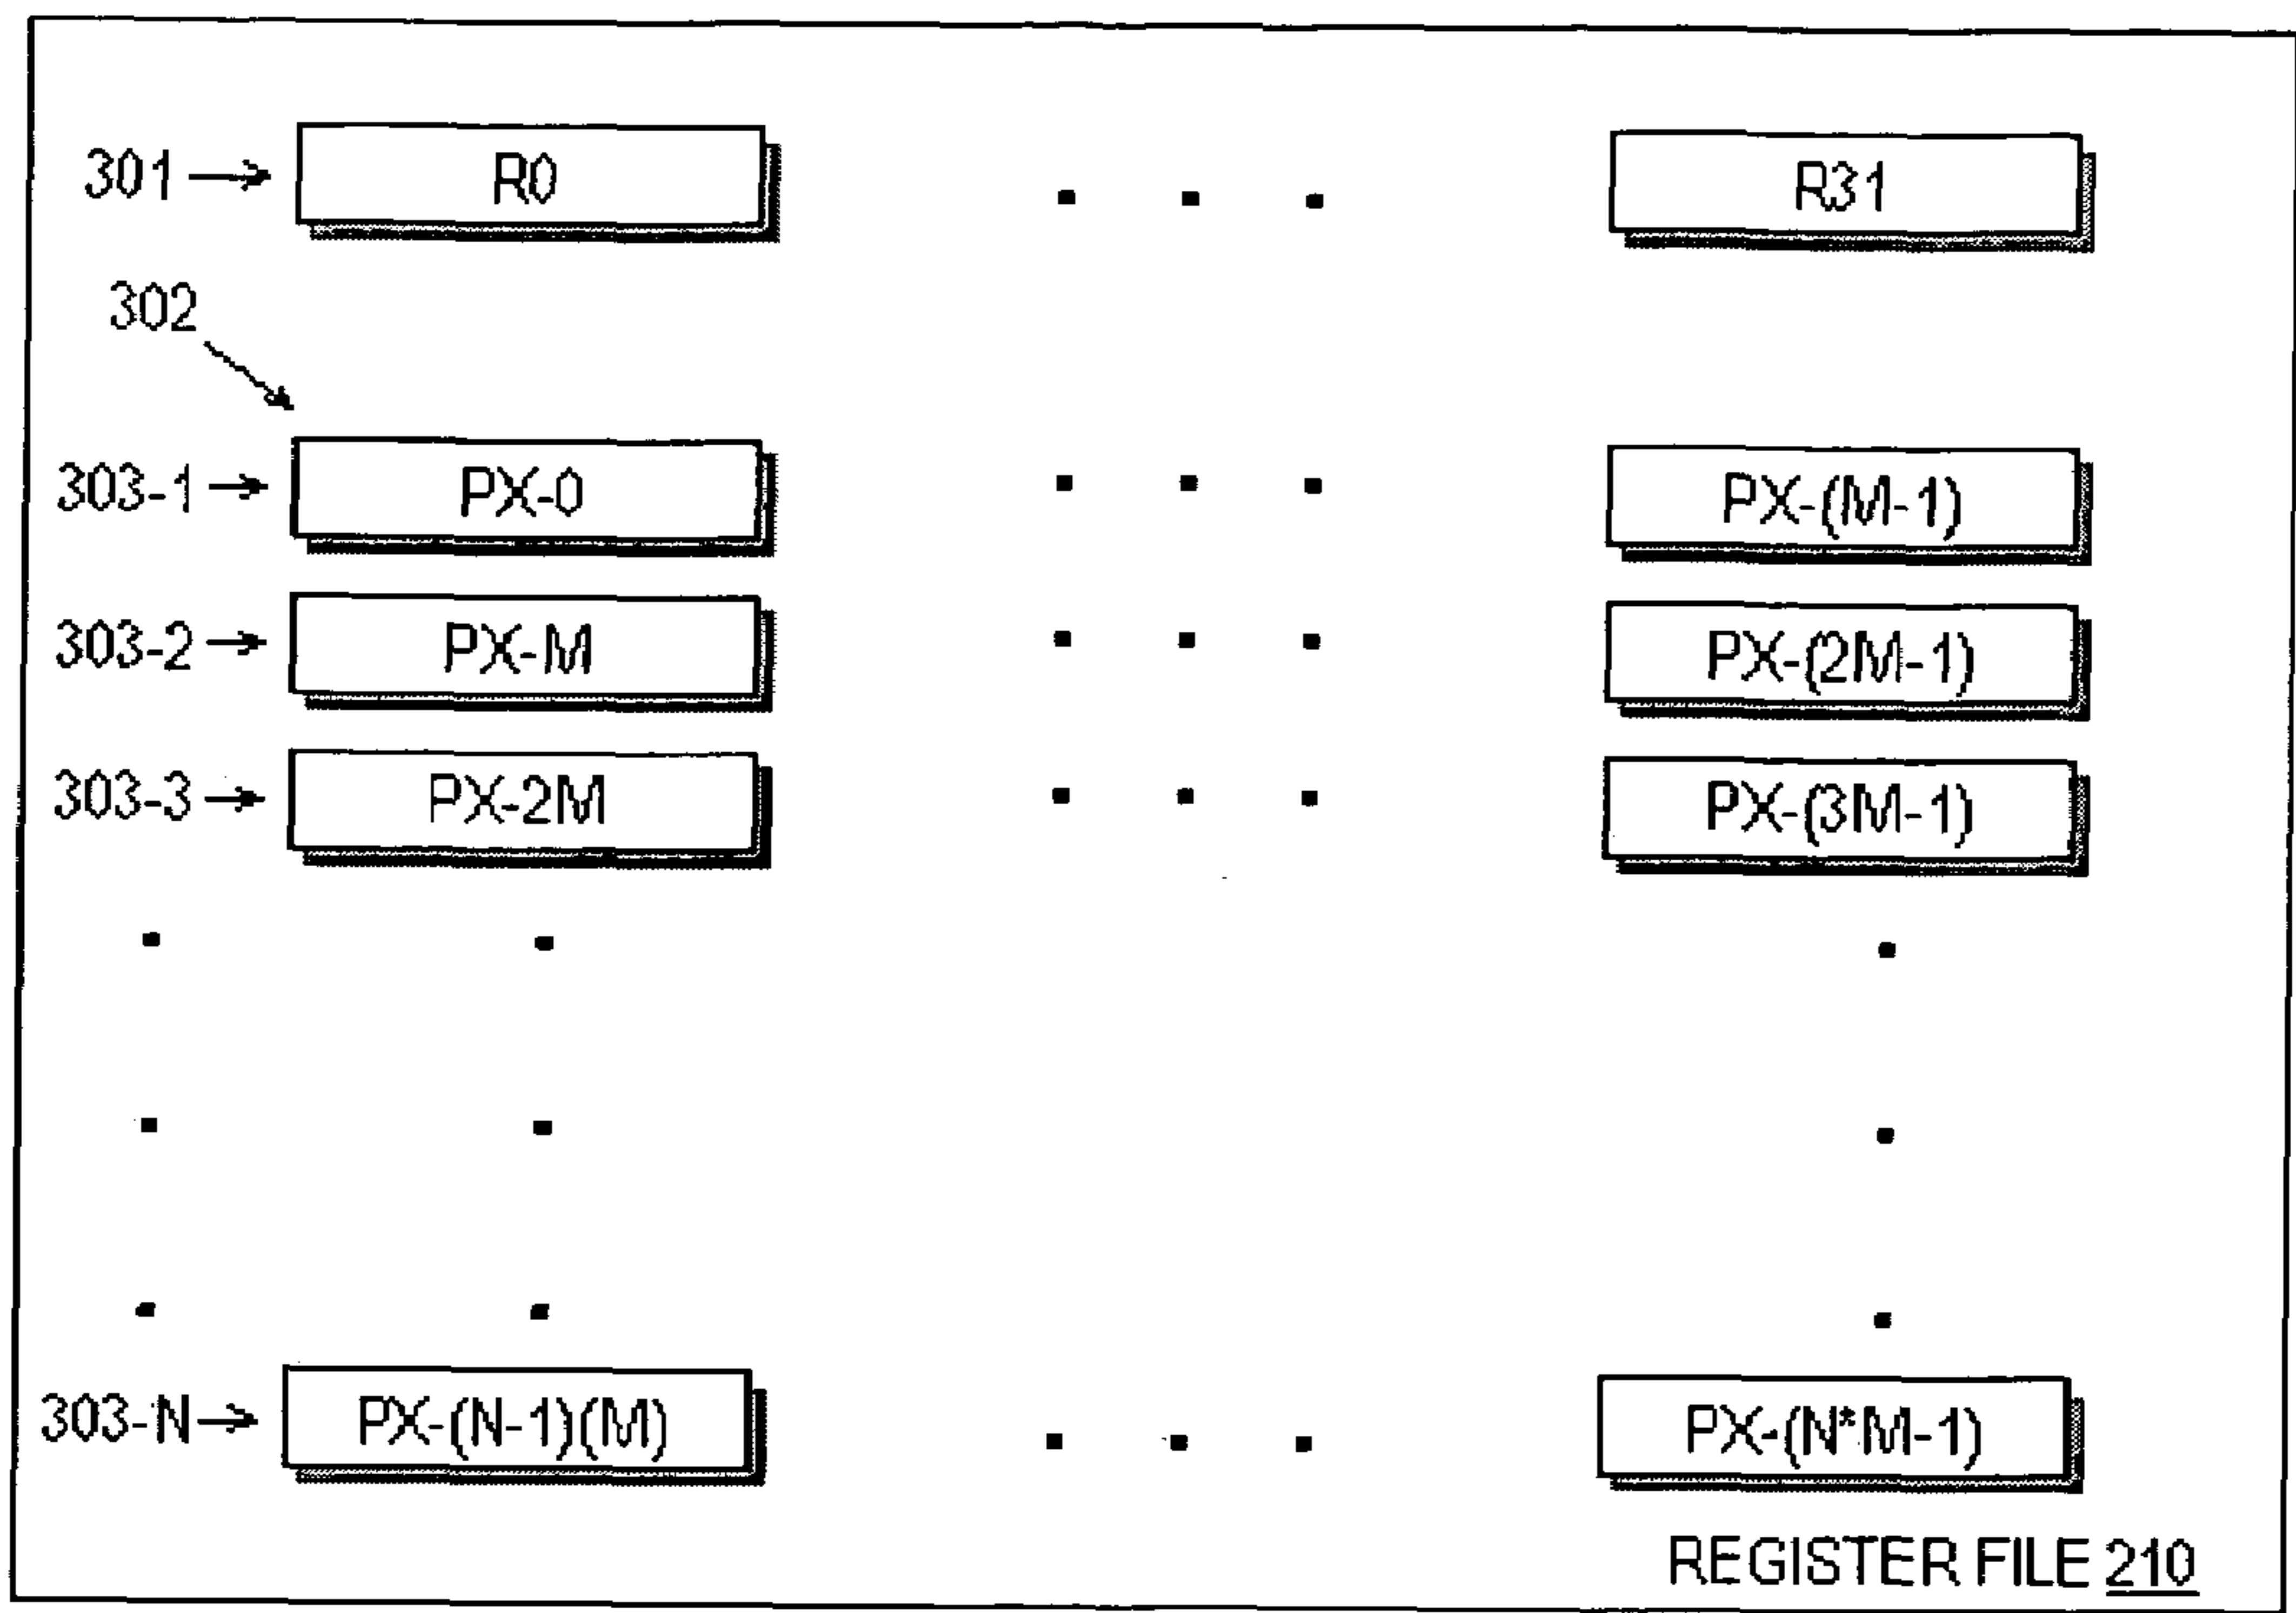 301 R0 R31
302
303-1 PX-0 PX-(M-1)
303-2 PX-M PX-(2M-1)
303-3 PX-2M PX-(3M-1)
303-N PX-(N-1)(M) PX-(N*M-1)
REGISTER FILE 210